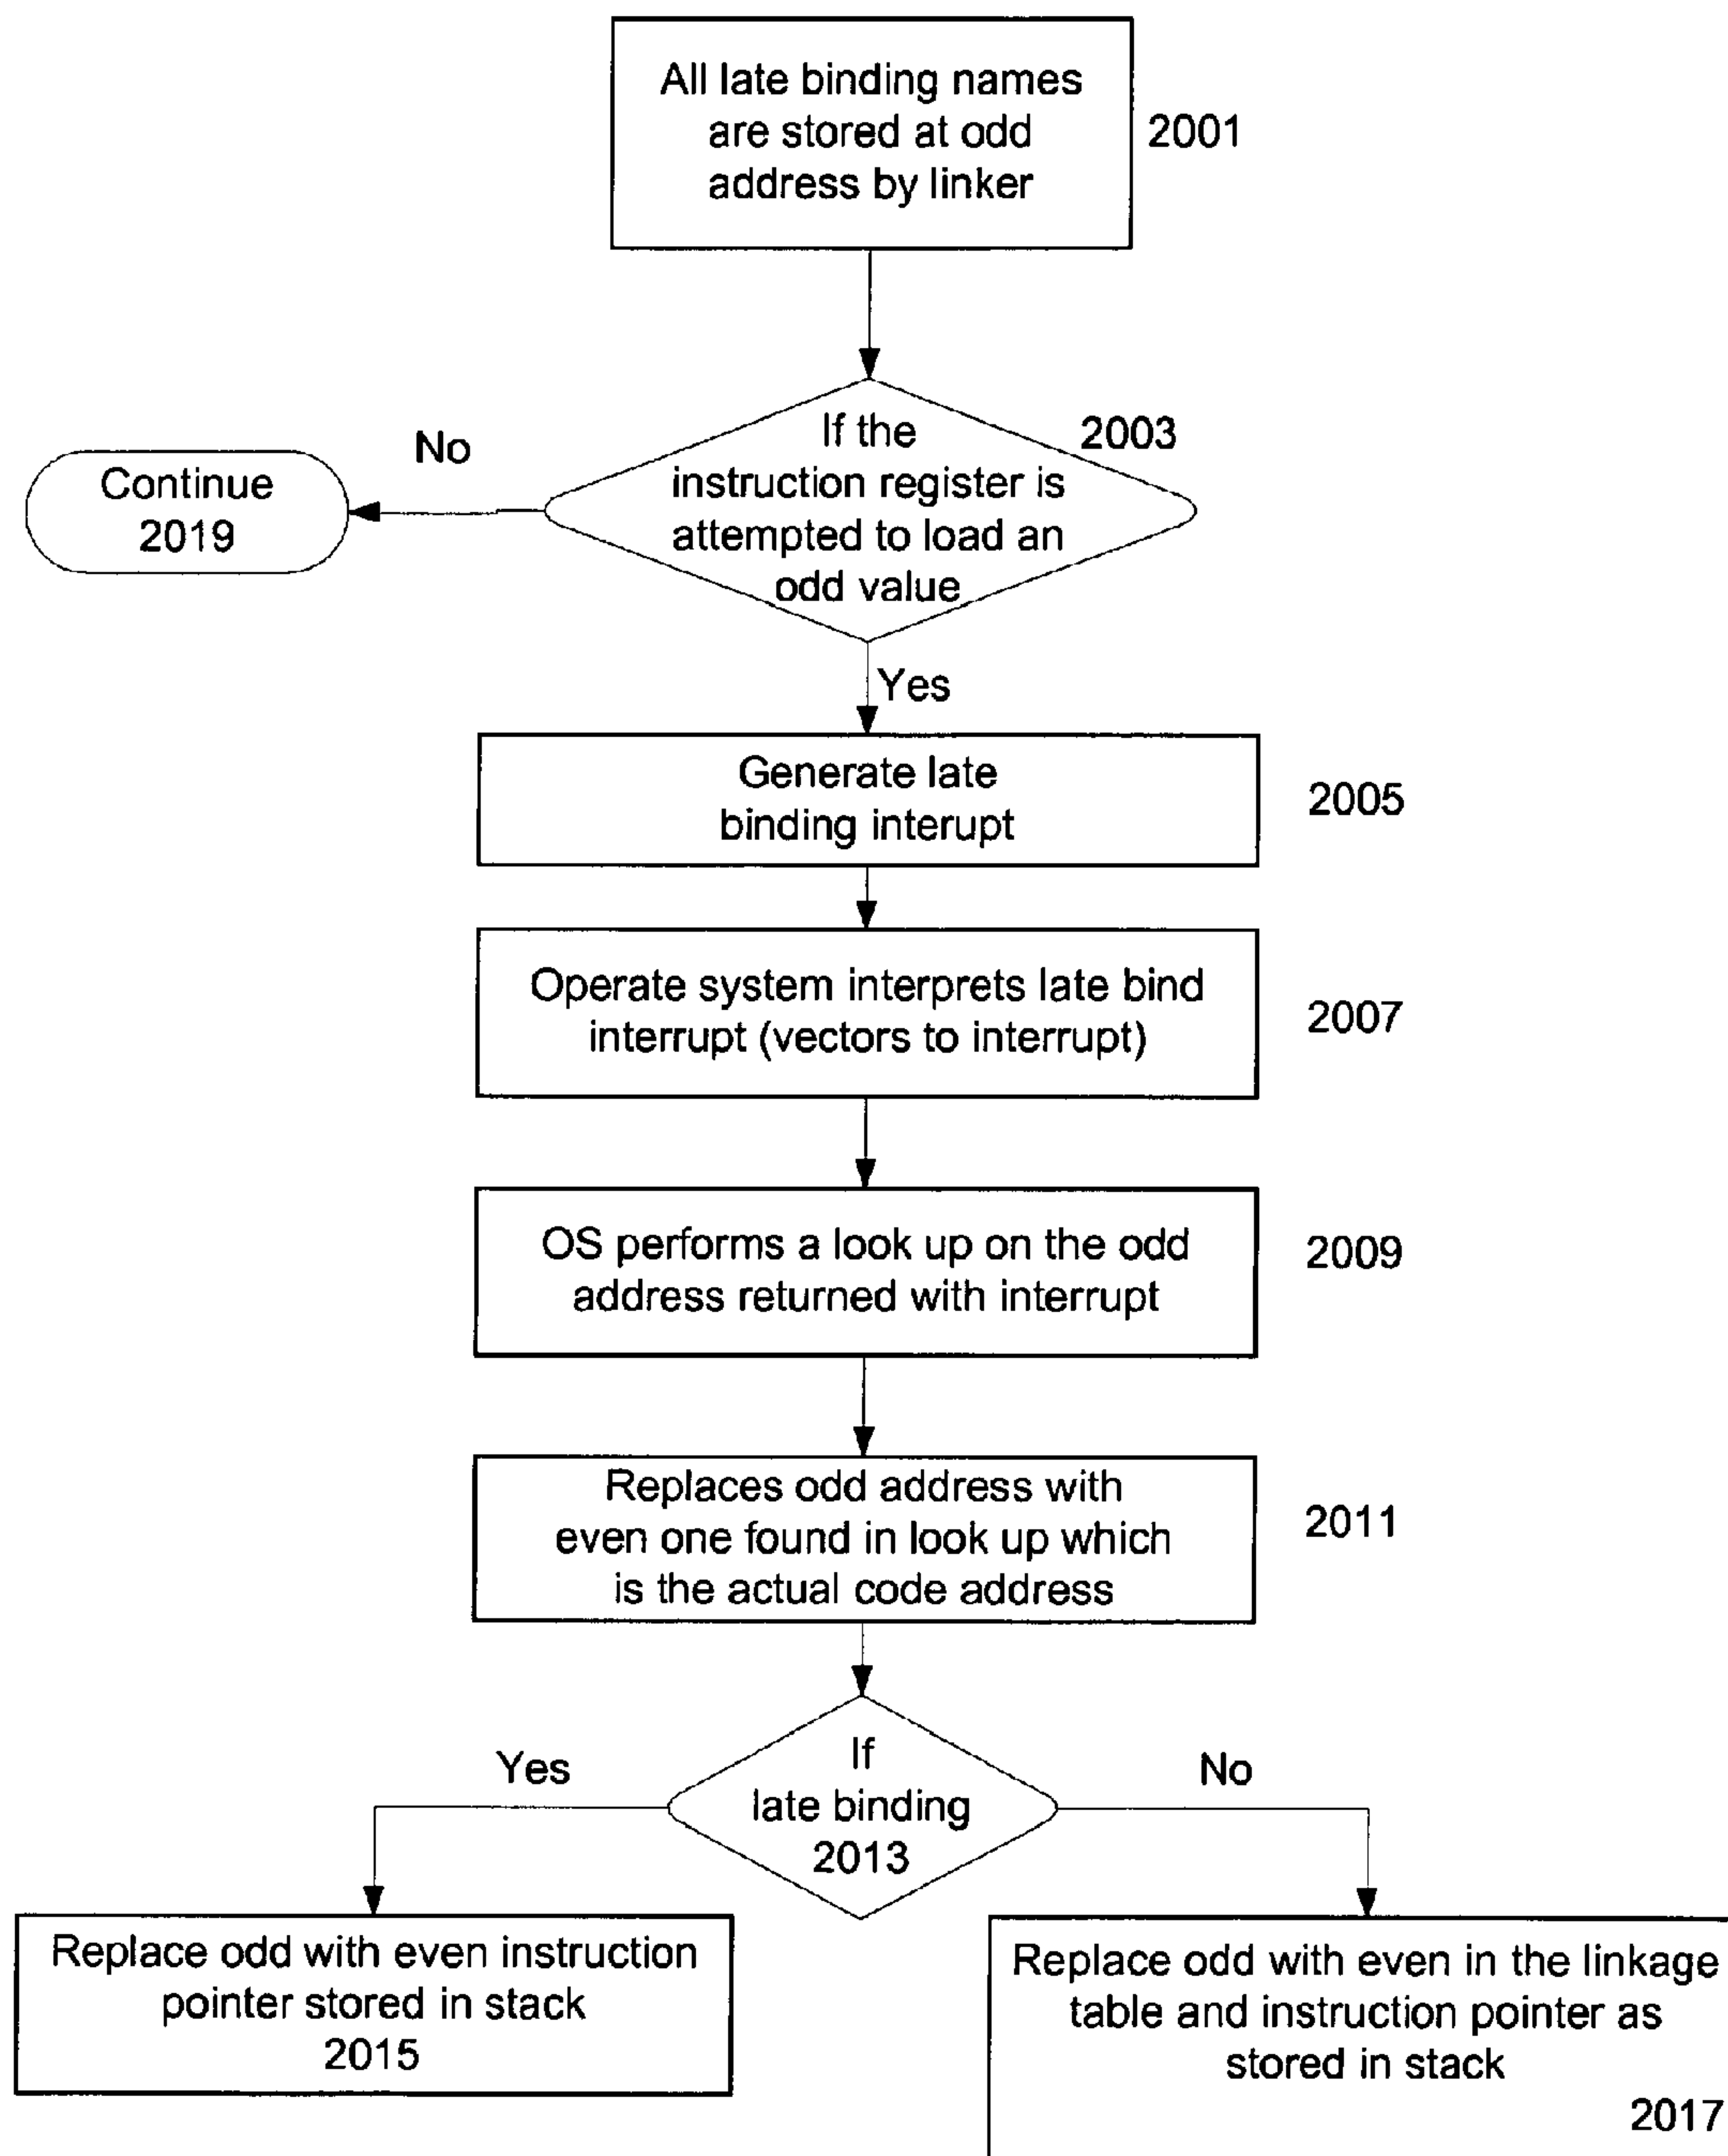 All late binding names
are stored at odd
address by linker
2001
If the
instruction register is
attempted to load an
odd value
2003
No
Continue
2019
Yes
Generate late
binding interupt
2005
Operate system interprets late bind
interrupt (vectors to interrupt)
2007
OS performs a look up on the odd
address returned with interrupt
2009
Replaces odd address with
even one found in look up which
is the actual code address
2011
If
late binding
2013
Yes
No
Replace odd with even instruction
pointer stored in stack
2015
Replace odd with even in the linkage
table and instruction pointer as
stored in stack
2017